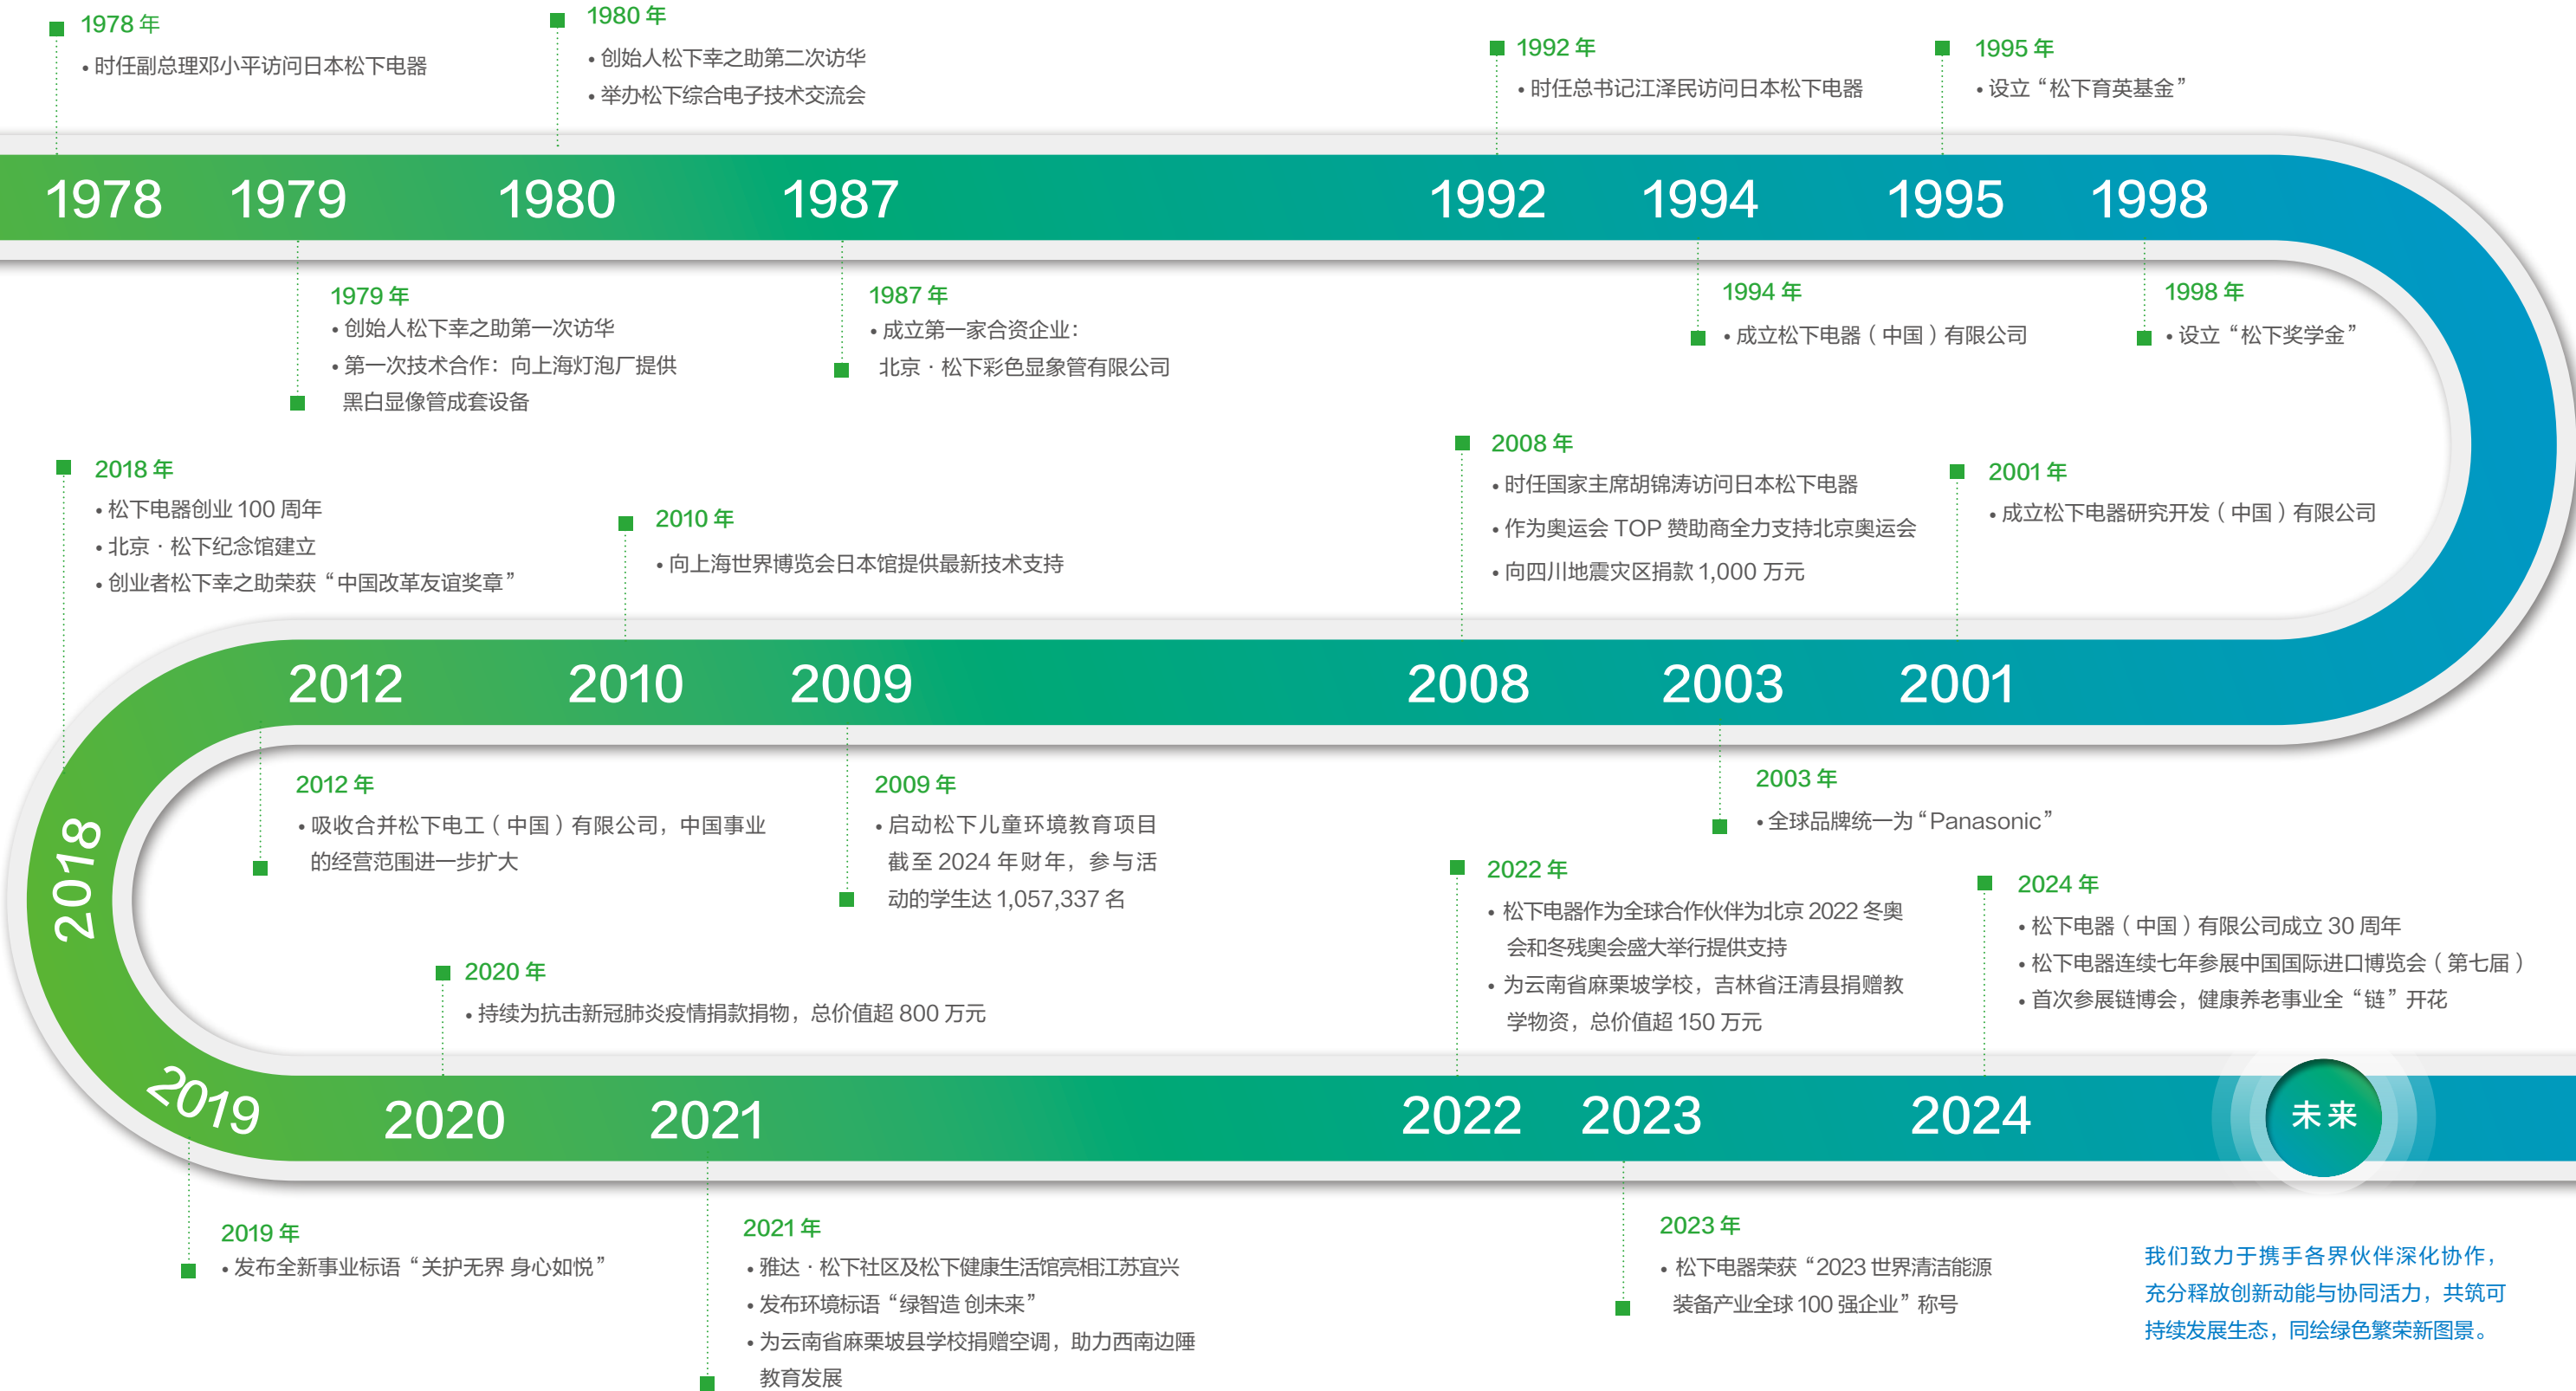 1978 年
• 时任副总理邓小平访问日本松下电器
1980 年
• 创始人松下幸之助第二次访华
• 举办松下综合电子技术交流会
1992 年
• 时任总书记江泽民访问日本松下电器
1995 年
• 设立“松下育英基金”
1978 1979 1980 1987 1992 1994 1995 1998
1979 年
• 创始人松下幸之助第一次访华
• 第一次技术合作：向上海灯泡厂提供
黑白显像管成套设备
1987 年
• 成立第一家合资企业：
北京 · 松下彩色显象管有限公司
1994 年
• 成立松下电器（中国）有限公司
1998 年
• 设立“松下奖学金”
2018 年
• 松下电器创业 100 周年
• 北京 · 松下纪念馆建立
• 创业者松下幸之助荣获“中国改革友谊奖章”
2010 年
• 向上海世界博览会日本馆提供最新技术支持
2008 年
• 时任国家主席胡锦涛访问日本松下电器
• 作为奥运会 TOP 赞助商全力支持北京奥运会
• 向四川地震灾区捐款 1,000 万元
2001 年
• 成立松下电器研究开发（中国）有限公司
2012 2010 2009 2008 2003 2001
2012 年
• 吸收合并松下电工（中国）有限公司，中国事业
的经营范围进一步扩大
2009 年
• 启动松下儿童环境教育项目
截至 2024 年财年，参与活
动的学生达 1,057,337 名
2003 年
• 全球品牌统一为“Panasonic”
2018
2020 年
• 持续为抗击新冠肺炎疫情捐款捐物，总价值超 800 万元
2022 年
• 松下电器作为全球合作伙伴为北京 2022 冬奥
会和冬残奥会盛大举行提供支持
• 为云南省麻栗坡学校，吉林省汪清县捐赠教
学物资，总价值超 150 万元
2024 年
• 松下电器（中国）有限公司成立 30 周年
• 松下电器连续七年参展中国国际进口博览会（第七届）
• 首次参展链博会，健康养老事业全“链”开花
2019 2020 2021 2022 2023 2024 未来
2019 年
• 发布全新事业标语“关护无界 身心如悦”
2021 年
• 雅达 · 松下社区及松下健康生活馆亮相江苏宜兴
• 发布环境标语“绿智造 创未来”
• 为云南省麻栗坡县学校捐赠空调，助力西南边陲
教育发展
2023 年
• 松下电器荣获“2023 世界清洁能源
装备产业全球 100 强企业”称号
我们致力于携手各界伙伴深化协作，
充分释放创新动能与协同活力，共筑可
持续发展生态，同绘绿色繁荣新图景。